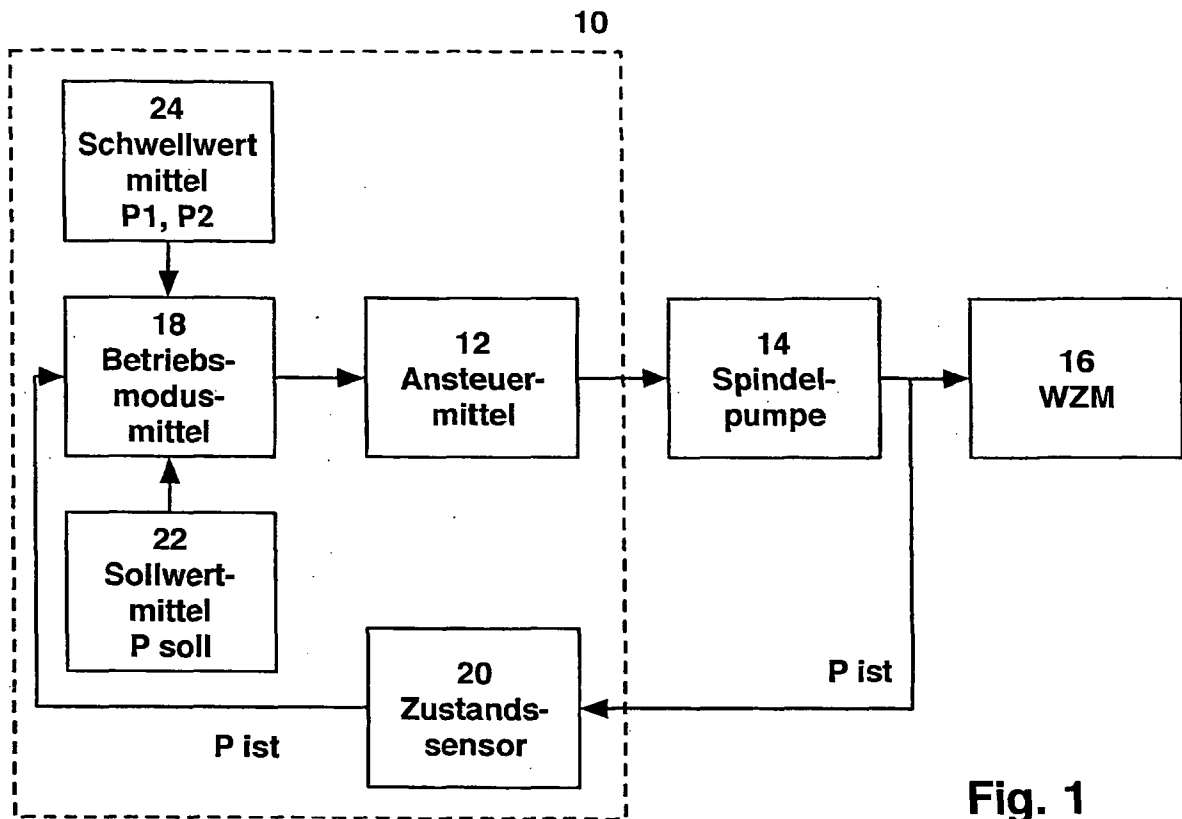 10
24
Schwellwert
mittel
P1, P2
18
Betriebs-
modus-
mittel
12
Ansteuer-
mittel
14
Spindel-
pumpe
16
WZM
22
Sollwert-
mittel
P soll
20
Zustands-
sensor
P ist
P ist
Fig. 1